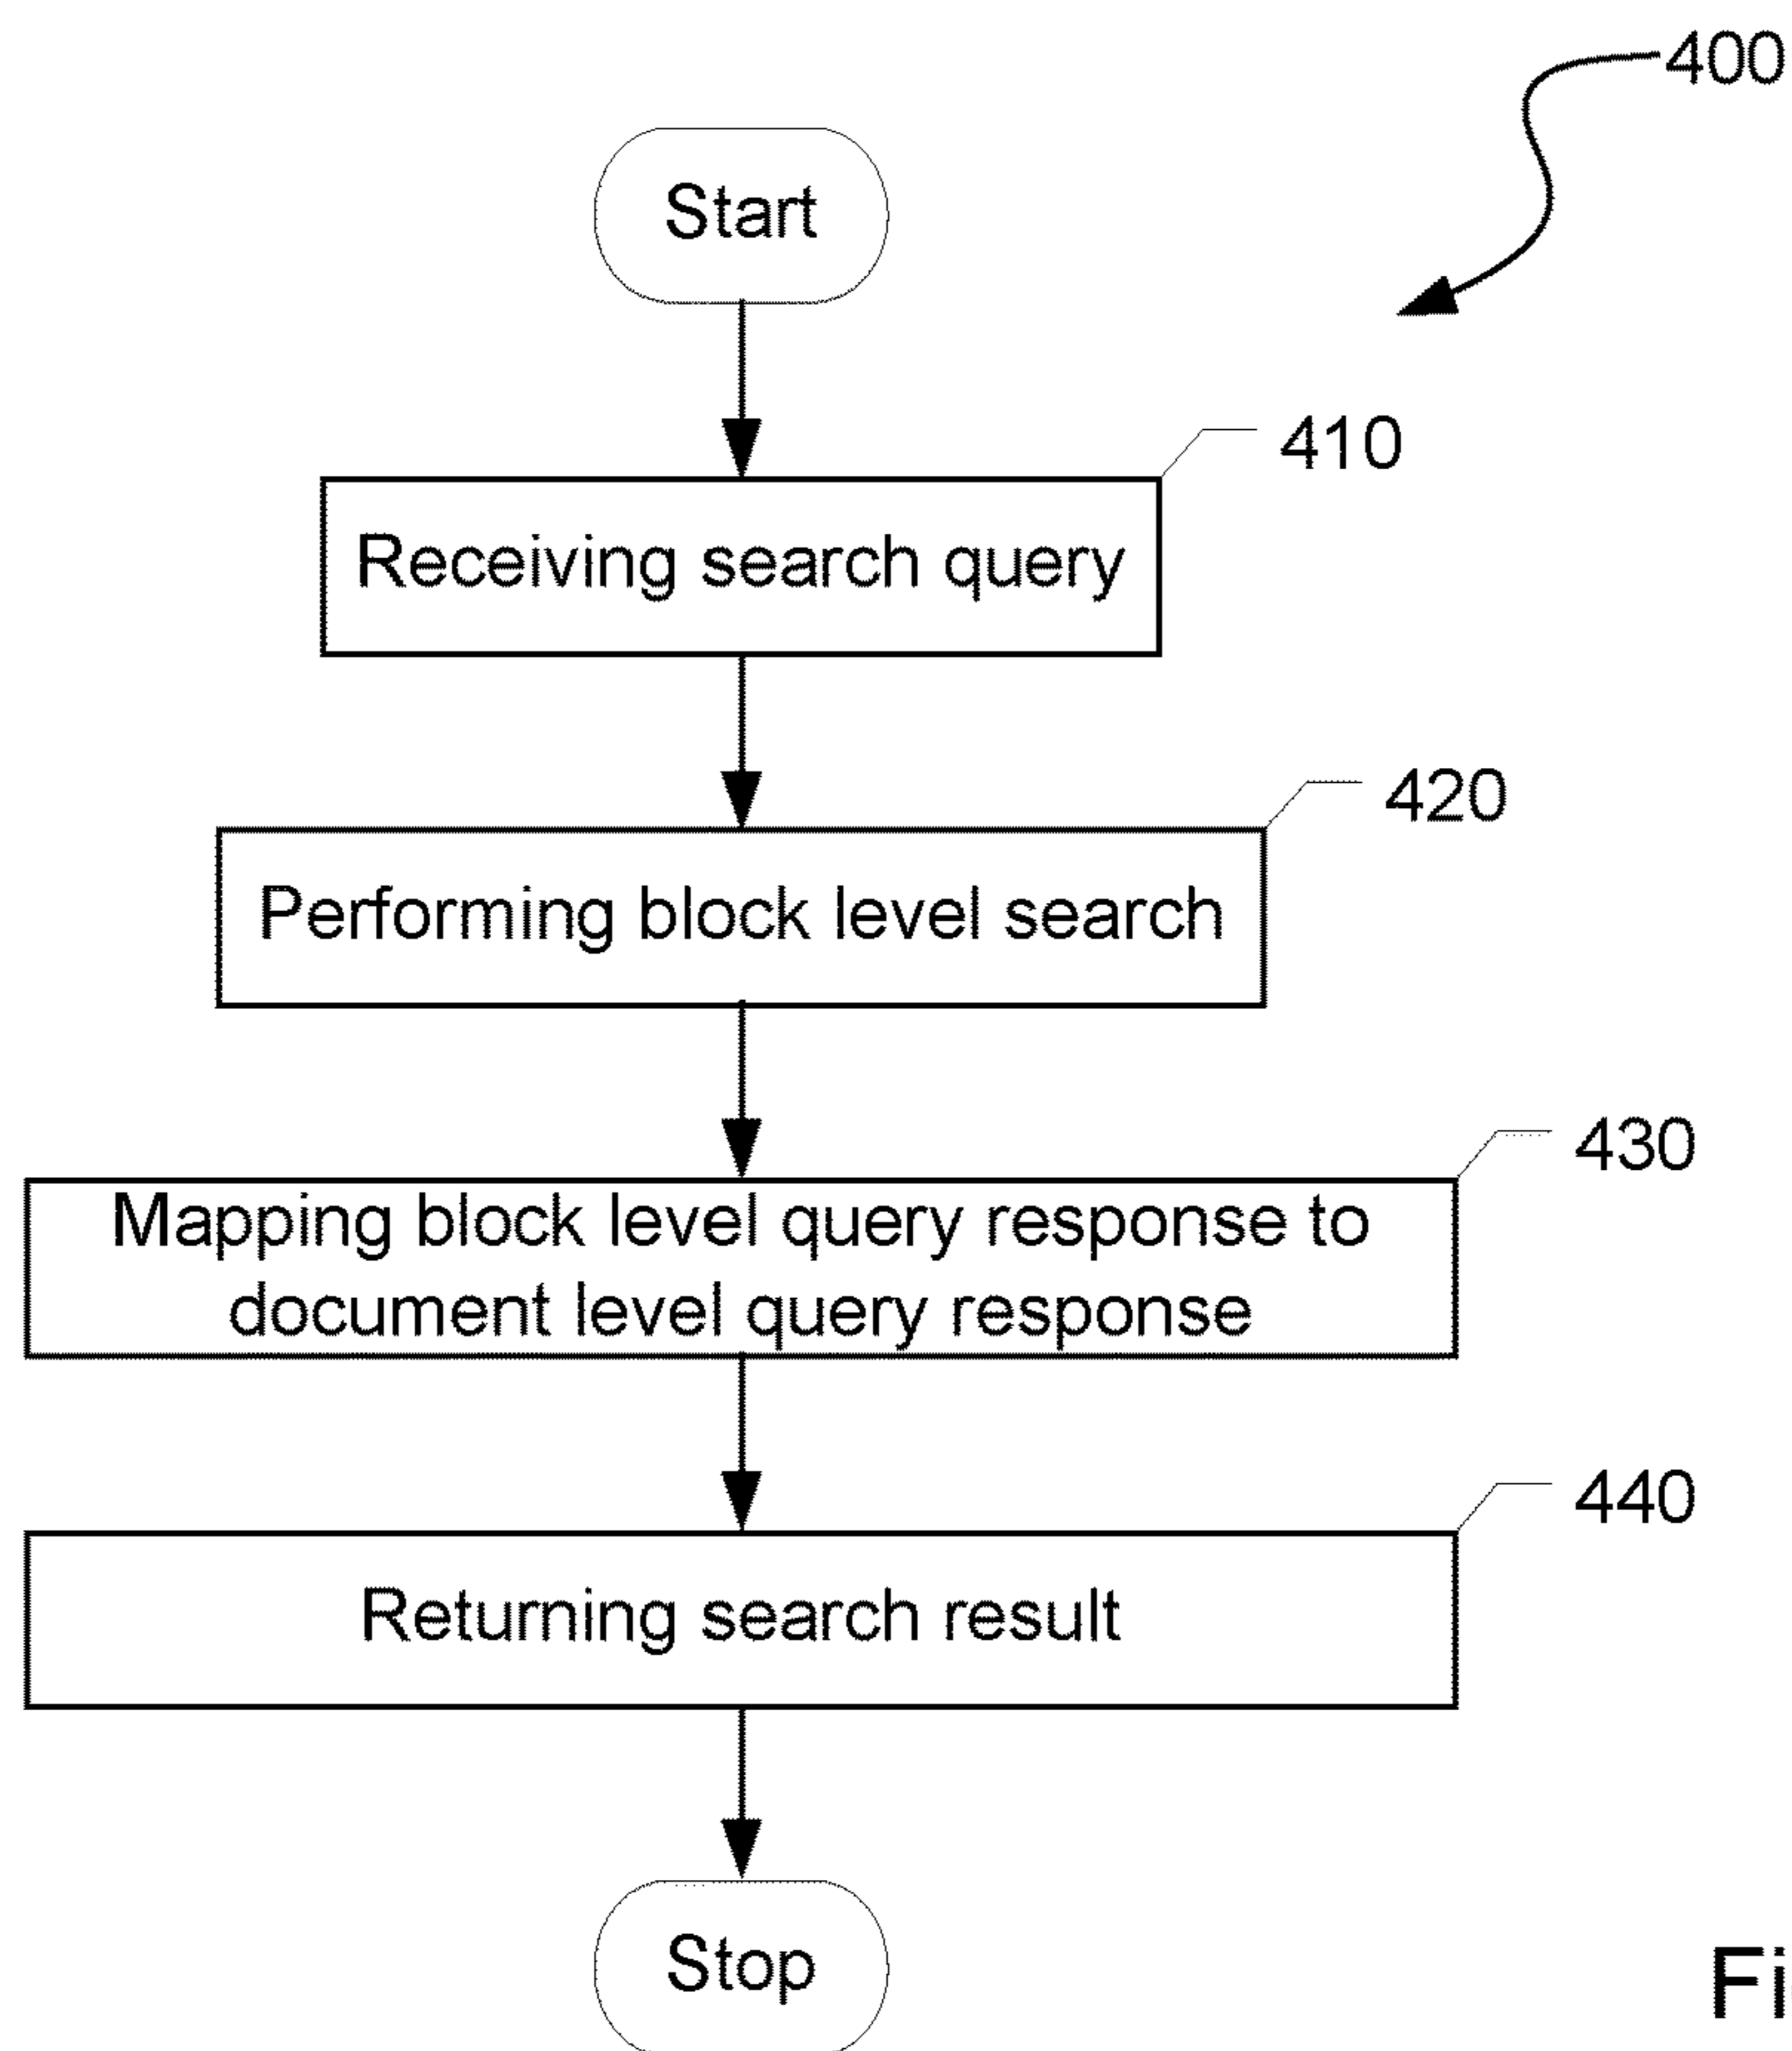 400
Start
410
Receiving search query
420
Performing block level search
430
Mapping block level query response to
document level query response
440
Returning search result
Stop
Fi